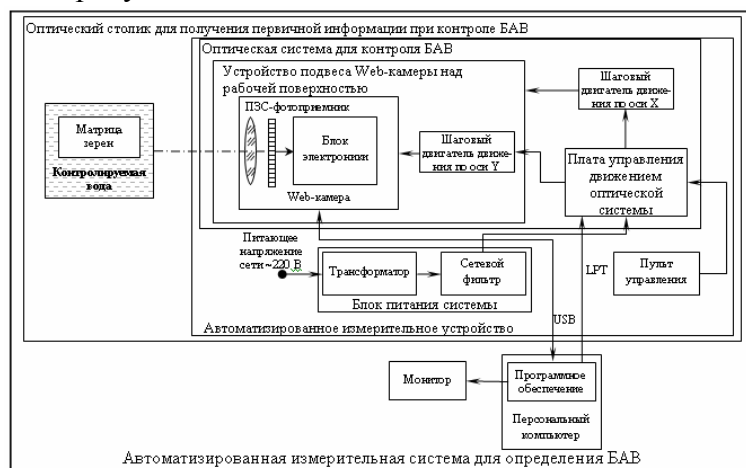 Оптический столик для получения первичной информации при контроле БАВ
Оптическая система для контроля БАВ
Устройство подвеса Web-камеры над
рабочей поверхностью
ПЗС-фотоприемник
Блок
электроники
Web-камера
Матрица
зерен
Контролируемая
вода
Шаговый
двигатель движе-
ния по оси Y
Шаговый
двигатель движе-
ния по оси X
Плата управления
движением
оптической
системы
Питающее
напряжение
сети ~220 В
Трансформатор
Сетевой
фильтр
Блок питания системы
LPT
Пульт
управления
USB
Автоматизированное измерительное устройство
Монитор
Программное
обеспечение
Персональный
компьютер
Автоматизированная измерительная система для определения БАВ